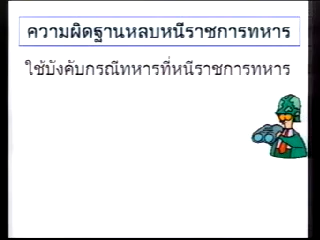 ความผิดฐานหลบหนีราชการทหาร
ใช้บังคับกรณีทหารที่หนีราชการทหาร